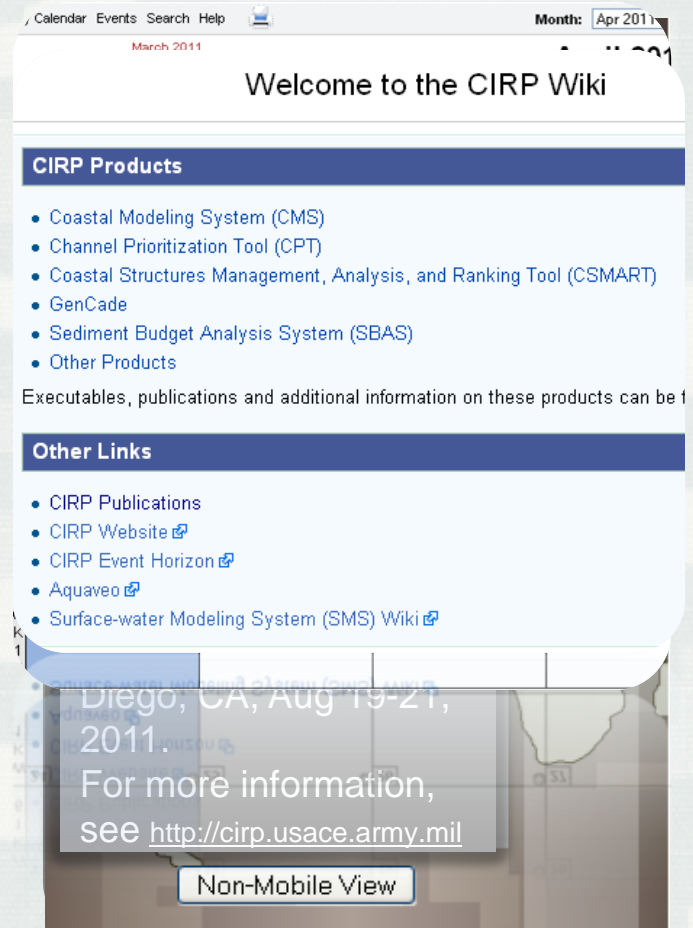 Calendar Events Search Help
Month: Apr 2011
March 2011
Welcome to the CIRP Wiki
CIRP Products
Coastal Modeling System (CMS)
Channel Prioritization Tool (CPT)
Coastal Structures Management, Analysis, and Ranking Tool (CSMART)
GenCade
Sediment Budget Analysis System (SBAS)
Other Products
Executables, publications and additional information on these products can be
Other Links
CIRP Publications
CIRP Website
CIRP Event Horizon
Aquaveo
Surface-water Modeling System (SMS) Wiki
Diego, CA, Aug 19-21,
2011.
For more information,
see http://cirp.usace.army.mil
Non-Mobile View